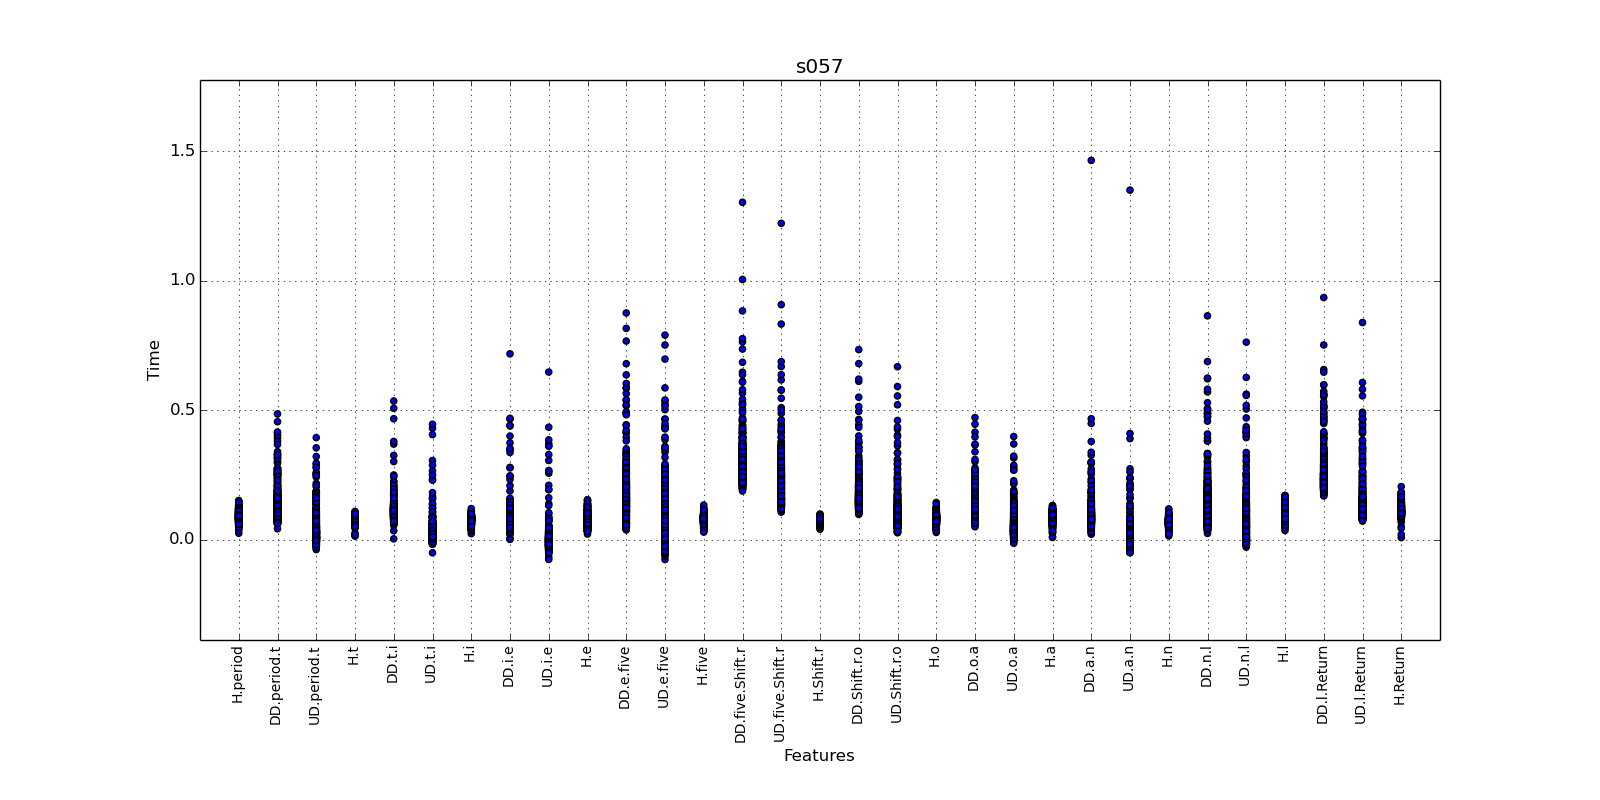 s057
Time
1.5
1.0
0.5
0.0
H.period
DD.period.t
UD.period.t
H.t
DD.t.i
UD.t.i
H.i
DD.i.e
UD.i.e
H.e
DD.e.five
UD.e.five
H.five
DD.five.Shift.r
UD.five.Shift.r
H.Shift.r
DD.Shift.r.o
UD.Shift.r.o
H.o
DD.o.a
UD.o.a
H.a
DD.a.n
UD.a.n
H.n
DD.n.l
UD.n.l
H.l
DD.l.Return
UD.l.Return
H.Return
Features